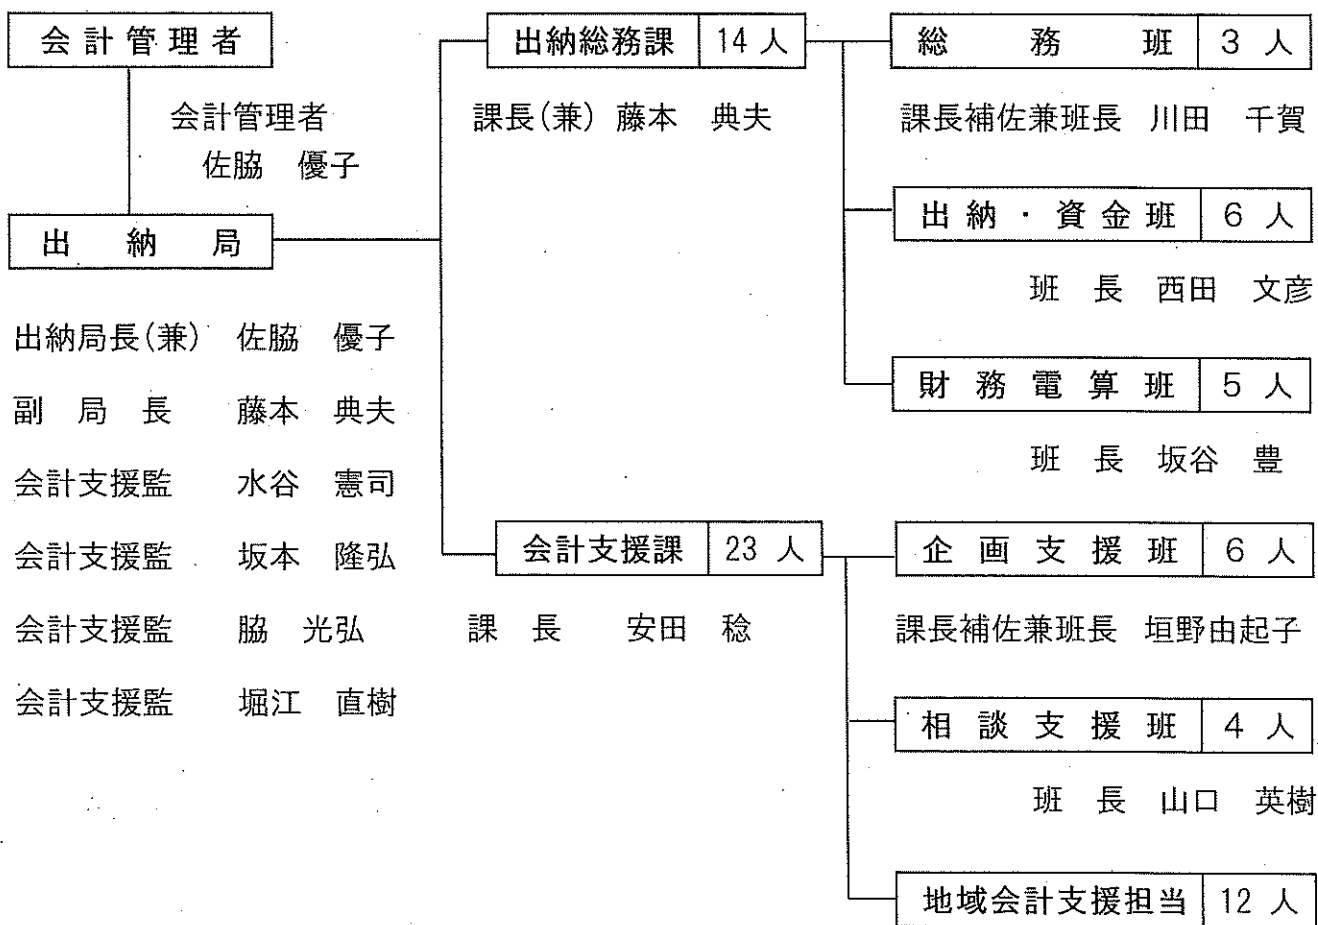 会計管理者
会計管理者
佐脇 優子
出納局
出納局長(兼) 佐脇 優子
副局長 藤本 典夫
会計支援監 水谷 憲司
会計支援監 坂本 隆弘
会計支援監 脇 光弘
会計支援監 堀江 直樹
出納総務課 14人
課長(兼) 藤本 典夫
総務班 3人
課長補佐兼班長 川田 千賀
出納・資金班 6人
班長 西田 文彦
財務電算班 5人
班長 坂谷 豊
会計支援課 23人
課長 安田 稔
企画支援班 6人
課長補佐兼班長 垣野由起子
相談支援班 4人
班長 山口 英樹
地域会計支援担当 12人